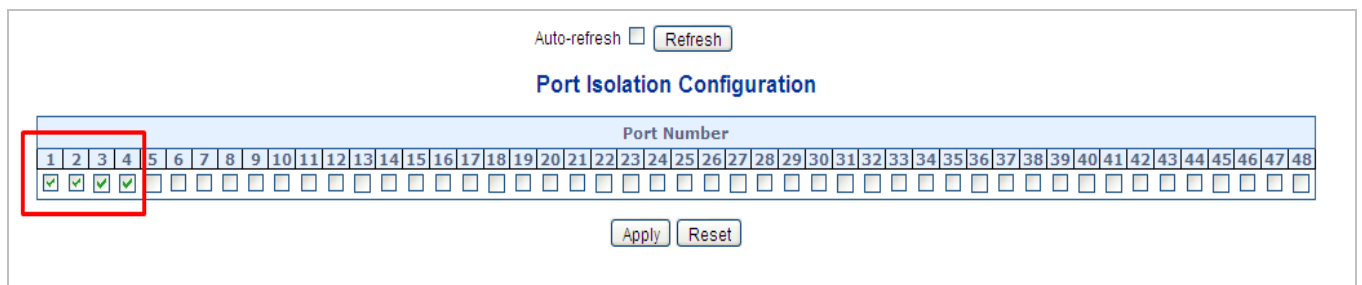 Auto-refresh Refresh
Port Isolation Configuration
Port Number
1 2 3 4 5 6 7 8 9 10 11 12 13 14 15 16 17 18 19 20 21 22 23 24 25 26 27 28 29 30 31 32 33 34 35 36 37 38 39 40 41 42 43 44 45 46 47 48
Apply Reset